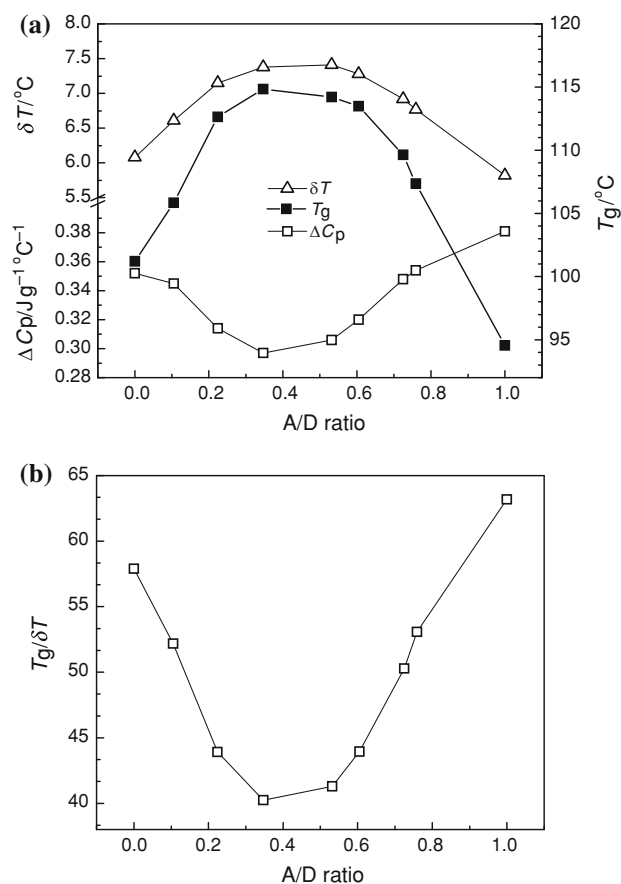 (a)
8.0
7.5
7.0
6.5
6.0
5.5
0.38
0.36
0.34
0.32
0.30
0.28
δT/°C
ΔCp/Jg⁻¹°C⁻¹
120
115
110
105
100
95
Tg/°C
δT
Tg
ΔCp
0.0 0.2 0.4 0.6 0.8 1.0
A/D ratio
(b)
65
60
55
50
45
40
Tg/δT
0.0 0.2 0.4 0.6 0.8 1.0
A/D ratio